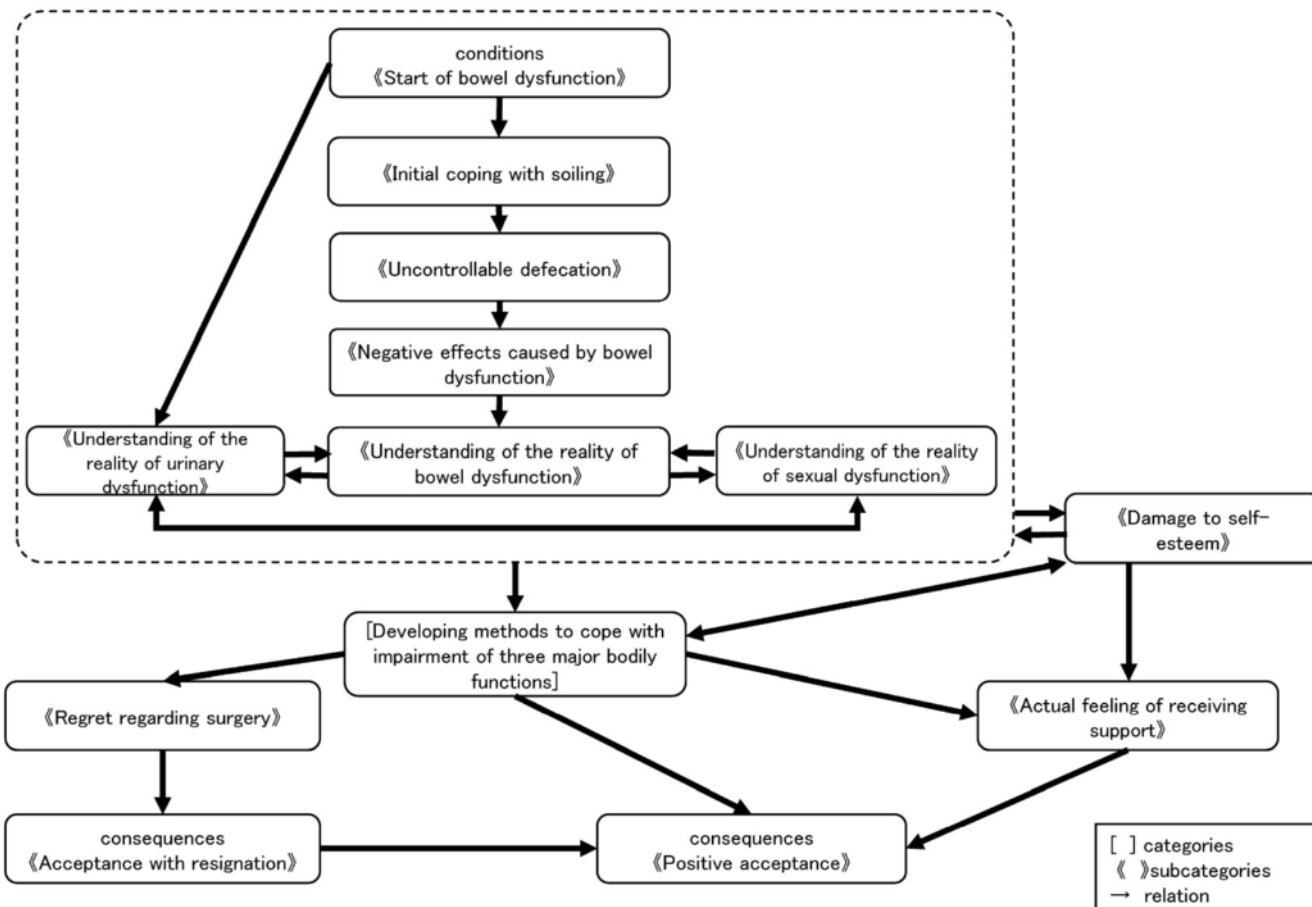 conditions
《Start of bowel dysfunction》
《Initial coping with soiling》
《Uncontrollable defecation》
《Negative effects caused by bowel
dysfunction》
《Understanding of the
reality of urinary
dysfunction》
《Understanding of the reality of
bowel dysfunction》
《Understanding of the reality
of sexual dysfunction》
《Damage to self-
esteem》
[Developing methods to cope with
impairment of three major bodily
functions]
《Regret regarding surgery》
《Actual feeling of receiving
support》
consequences
《Acceptance with resignation》
consequences
《Positive acceptance》
[ ] categories
《 》subcategories
→ relation